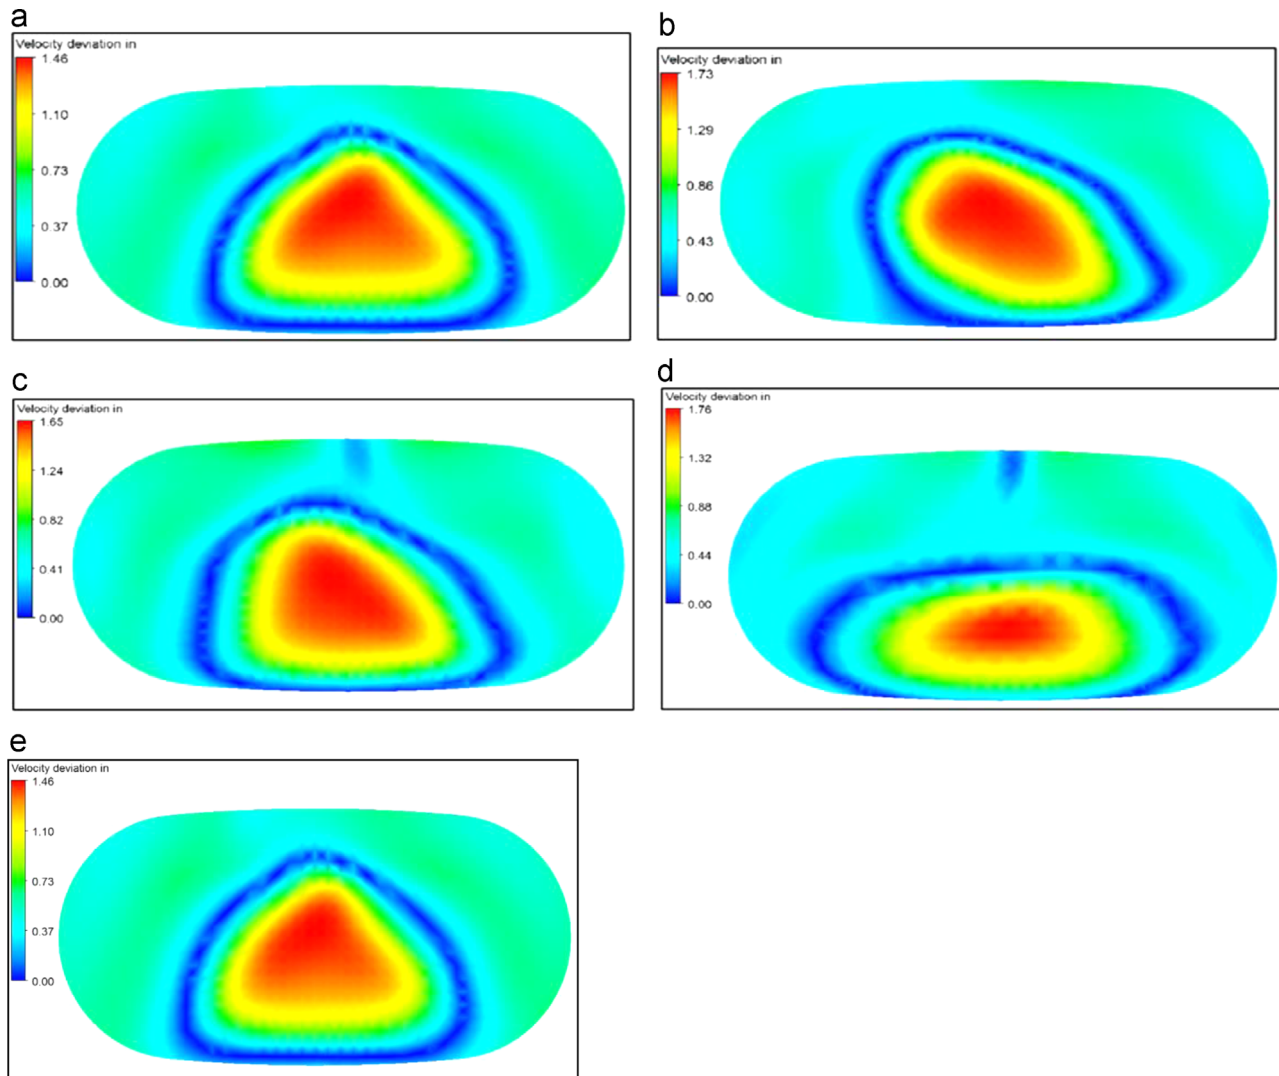 a
Velocity deviation in
1.46
1.10
0.73
0.37
0.00
b
Velocity deviation in
1.73
1.29
0.86
0.43
0.00
c
Velocity deviation in
1.65
1.24
0.82
0.41
0.00
d
Velocity deviation in
1.76
1.32
0.88
0.44
0.00
e
Velocity deviation in
1.46
1.10
0.73
0.37
0.00